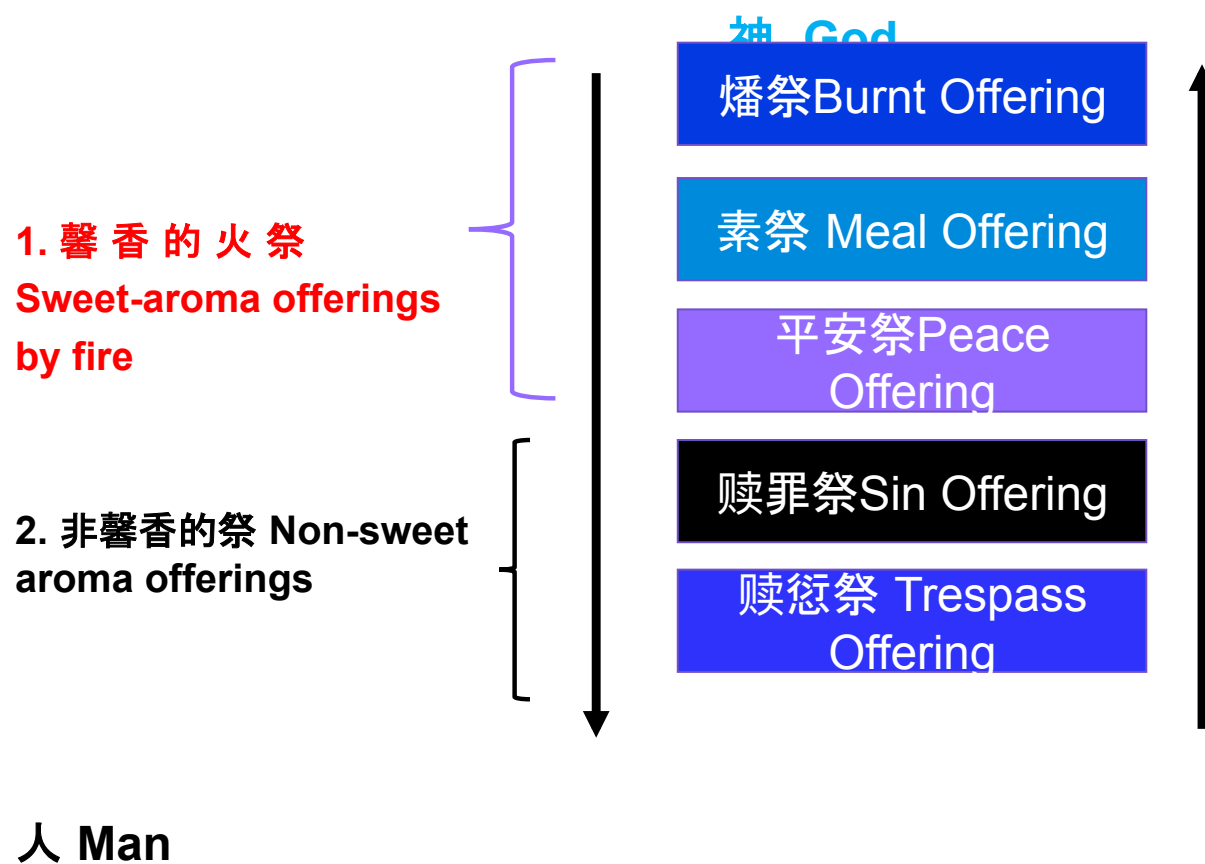 神 God
燔祭Burnt Offering
素祭 Meal Offering
1. 馨 香 的 火 祭
Sweet-aroma offerings
by fire
平安祭Peace
Offering
赎罪祭Sin Offering
2. 非馨香的祭 Non-sweet
aroma offerings
赎愆祭 Trespass
Offering
人 Man